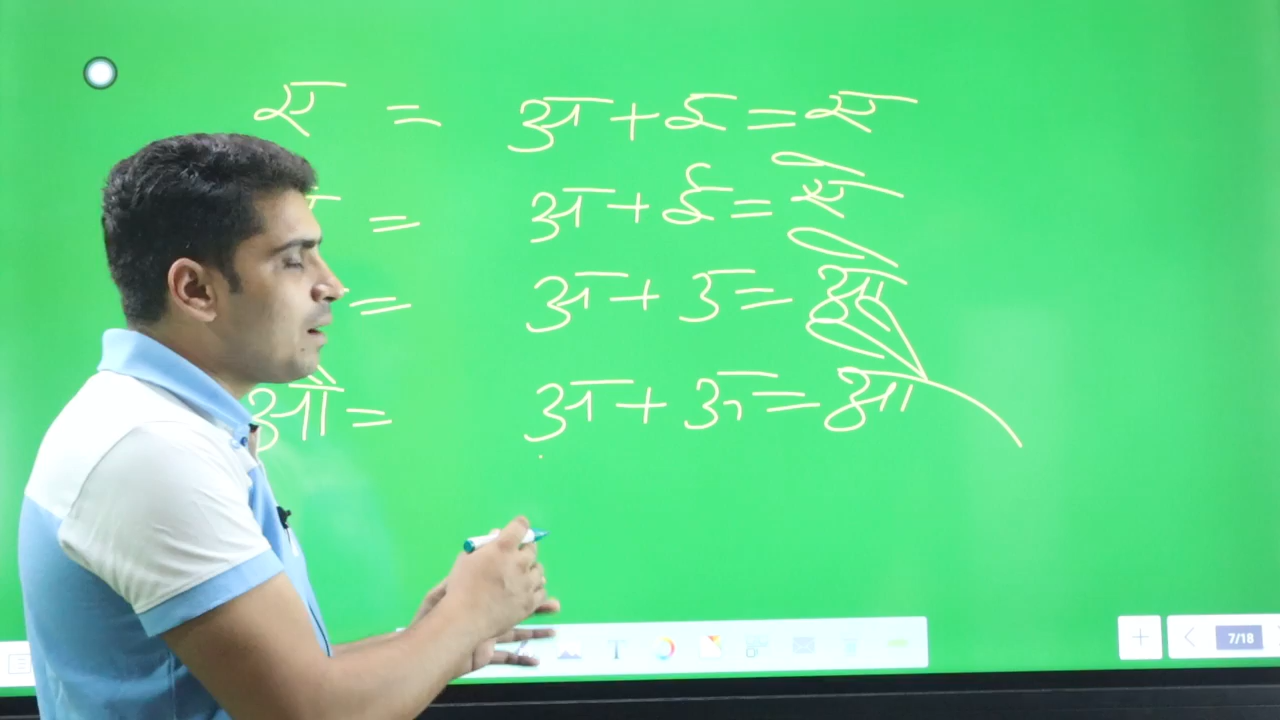 ए = अ + इ = ए
= अ + ई = ए
= अ + उ = ओ
औ = अ + ऊ = ओ
7/18